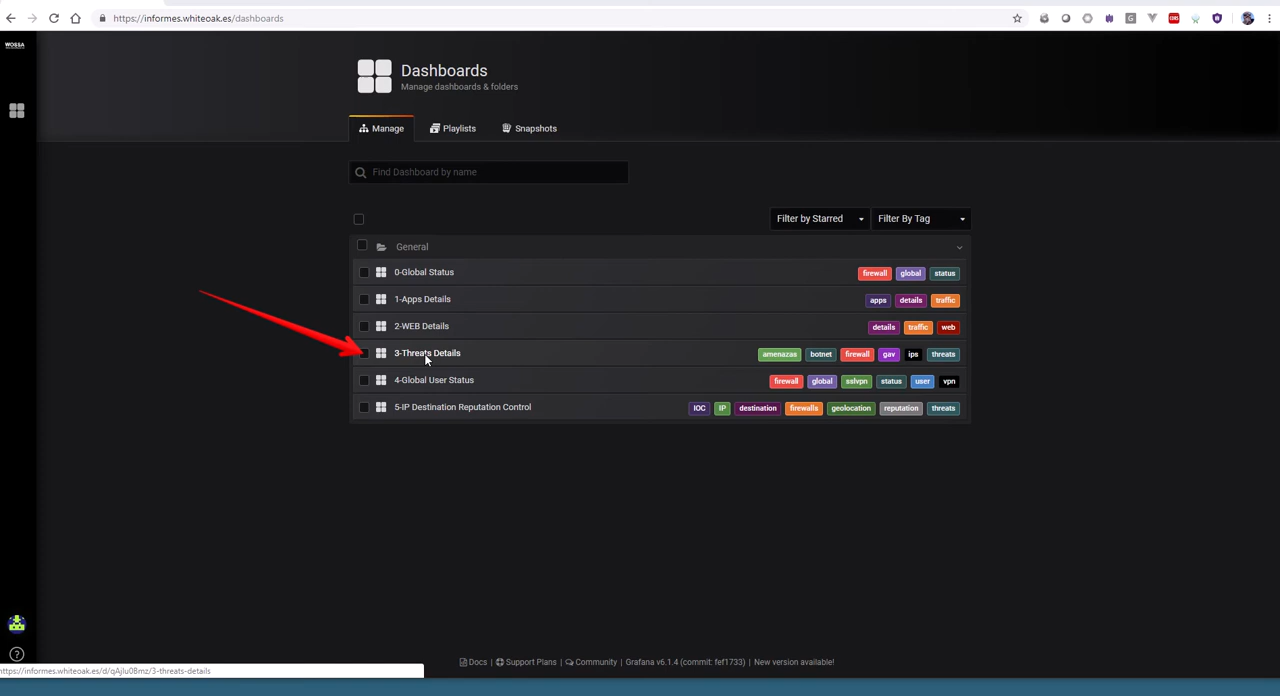 https://informes.whiteoak.es/dashboards
WOSSA
Dashboards
Manage dashboards & folders
Manage
Playlists
Snapshots
Find Dashboard by name
Filter by Starred
Filter By Tag
General
0-Global Status
firewall global status
1-Apps Details
apps details traffic
2-WEB Details
details traffic web
3-Threats Details
amenazas botnet firewall gav ips threats
4-Global User Status
firewall global sslvpn status user vpn
5-IP Destination Reputation Control
IOC IP destination firewalls geolocation reputation threats
Docs | Support Plans | Community | Grafana v6.1.4 (commit: fef1733) | New version available!
https://informes.whiteoak.es/d/qAjlu0Bmz/3-threats-details